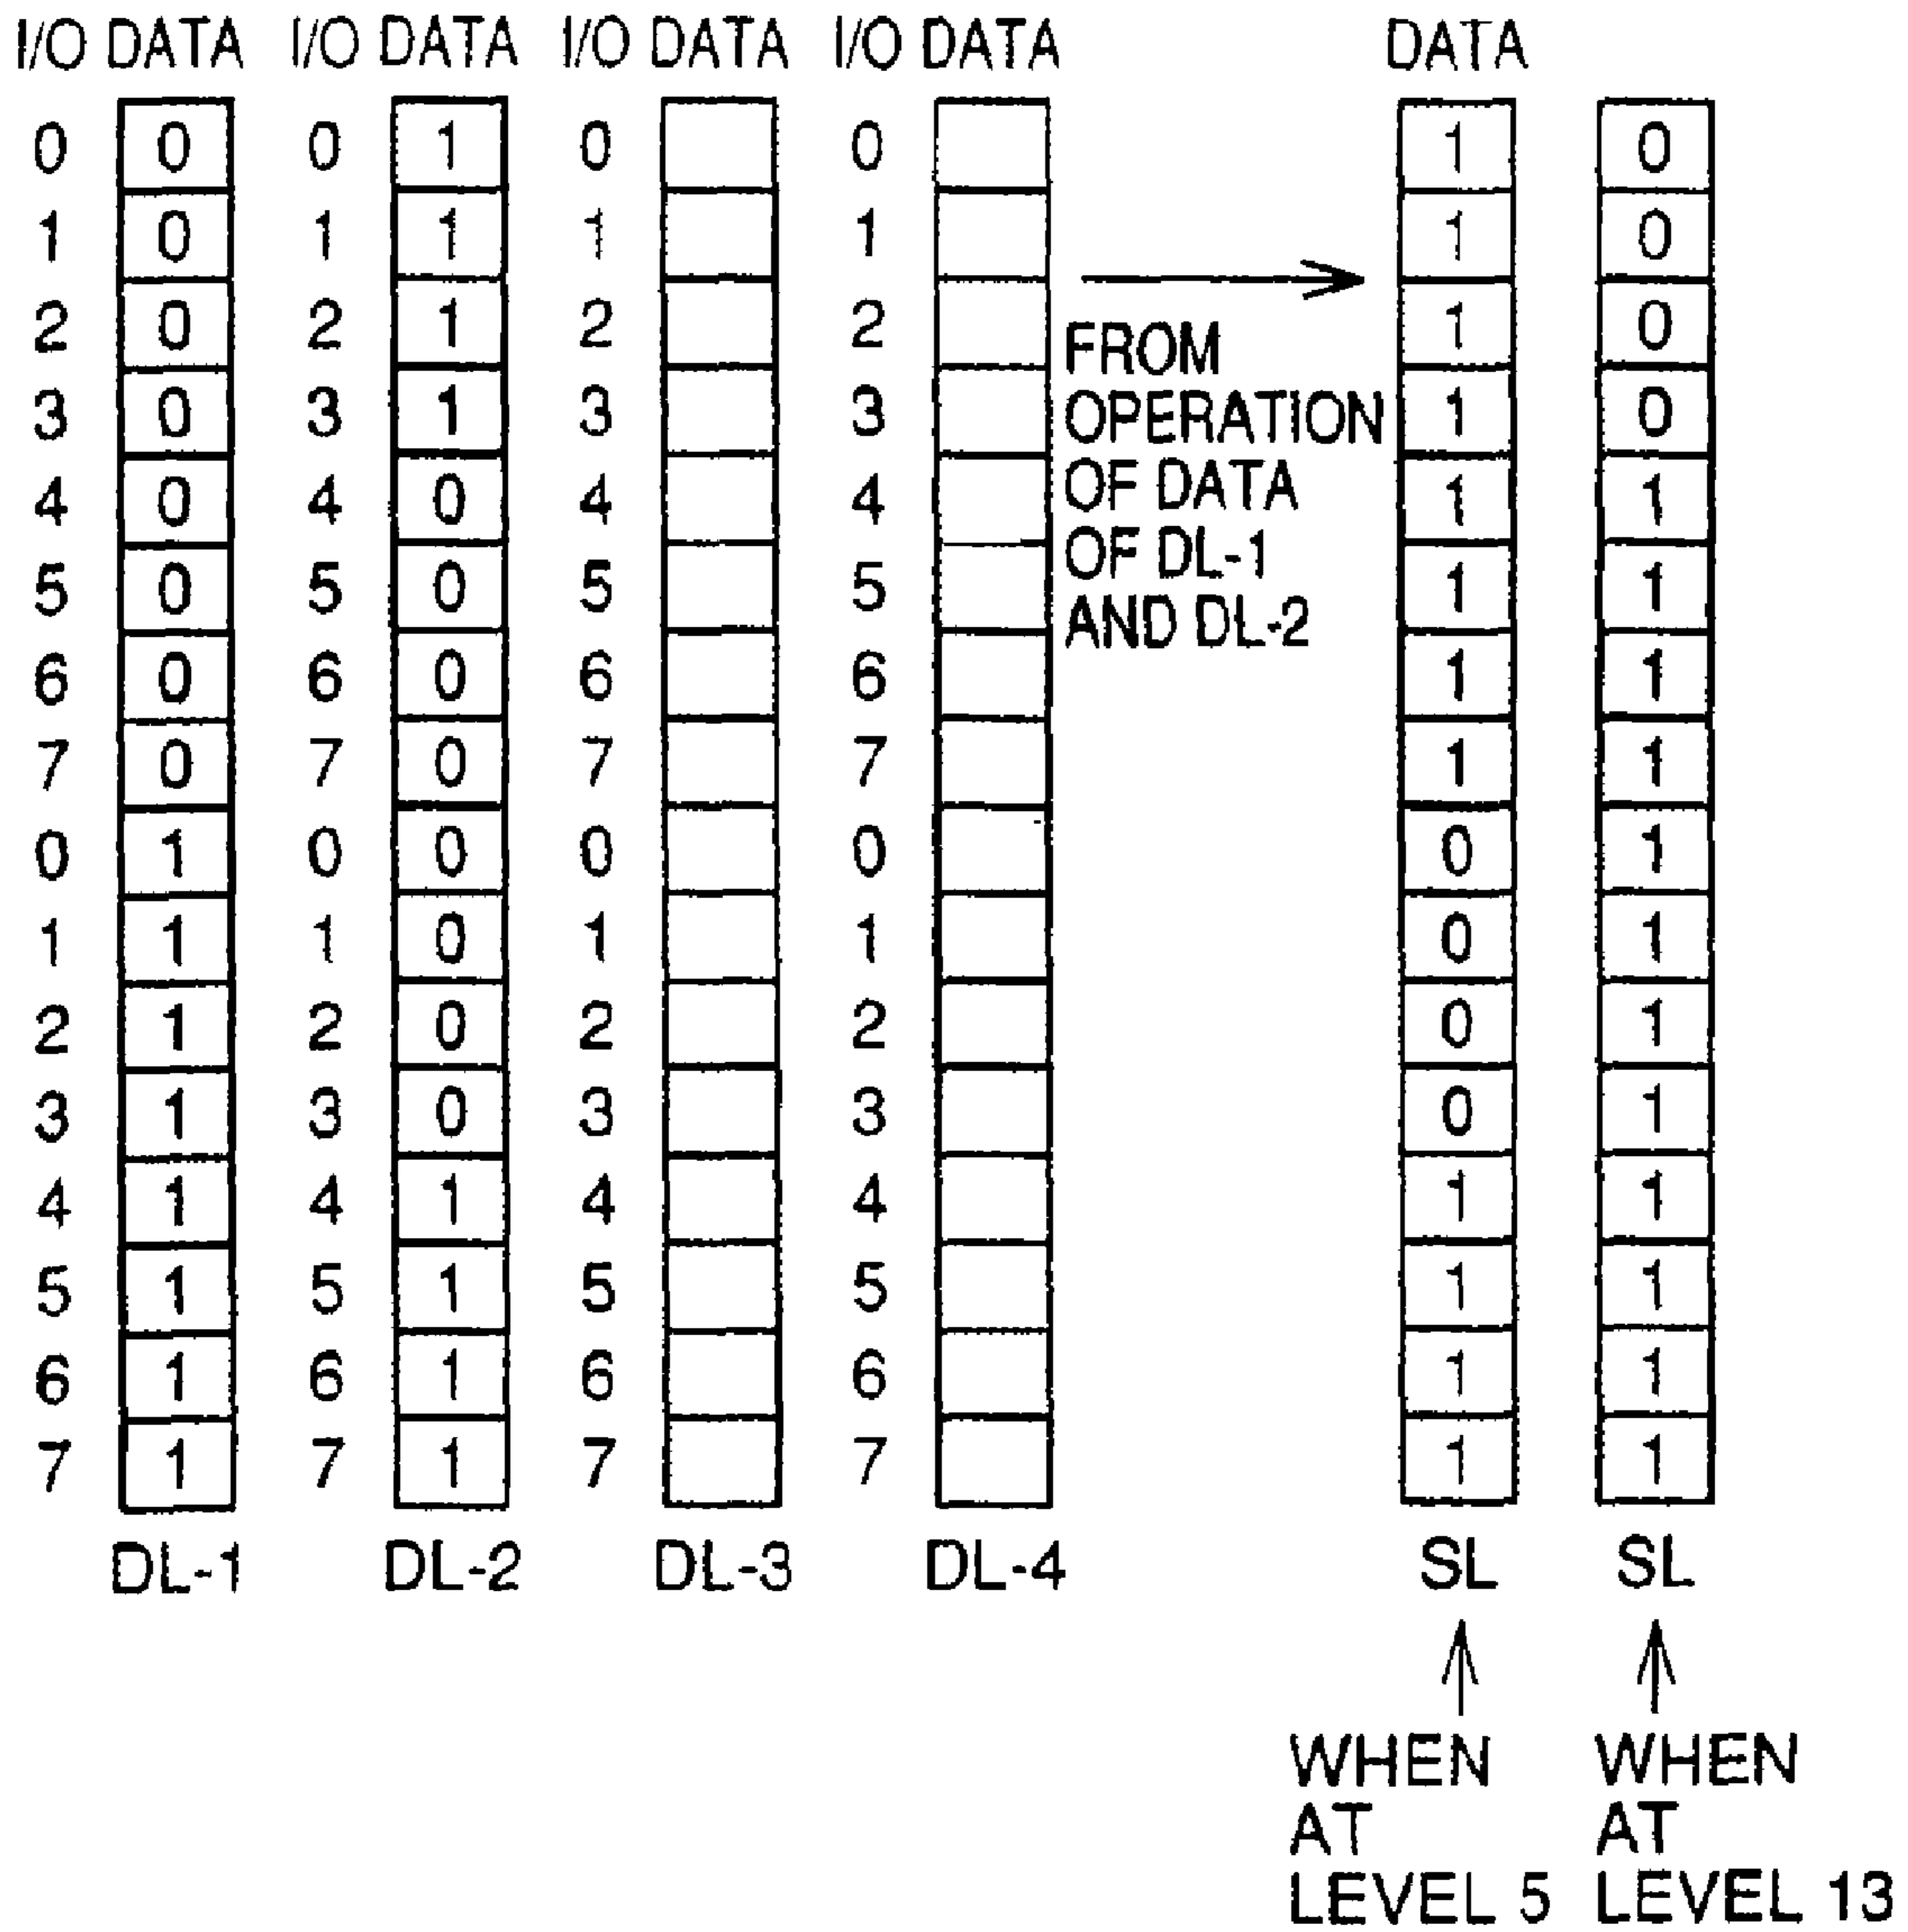 I/O DATA I/O DATA I/O DATA I/O DATA DATA
0 0 0 1 0 0 1 0
1 0 1 1 1 1 1 0
2 0 2 1 2 2 1 0
3 0 3 1 3 3 1 0
4 0 4 0 4 4 1 1
5 0 5 0 5 5 1 1
6 0 6 0 6 6 1 1
7 0 7 0 7 7 1 1
0 1 0 0 0 0 0 1
1 1 1 0 1 1 0 1
2 1 2 0 2 2 0 1
3 1 3 0 3 3 0 1
4 1 4 1 4 4 1 1
5 1 5 1 5 5 1 1
6 1 6 1 6 6 1 1
7 1 7 1 7 7 1 1
FROM
OPERATION
OF DATA
OF DL-1
AND DL-2
DL-1 DL-2 DL-3 DL-4 SL SL
WHEN
AT
LEVEL 5
WHEN
AT
LEVEL 13